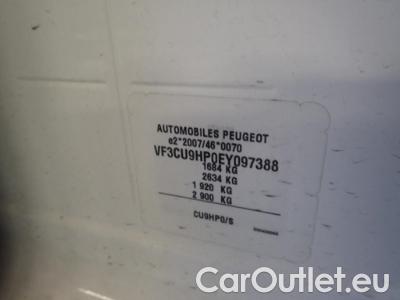 AUTOMOBILES PEUGEOT
e2*2007/46*0070
VF3CU9HP0EY097388
1684 KG
2634 KG
1 920 KG
2 900 KG
CU9HP0/S
CarOutlet.eu